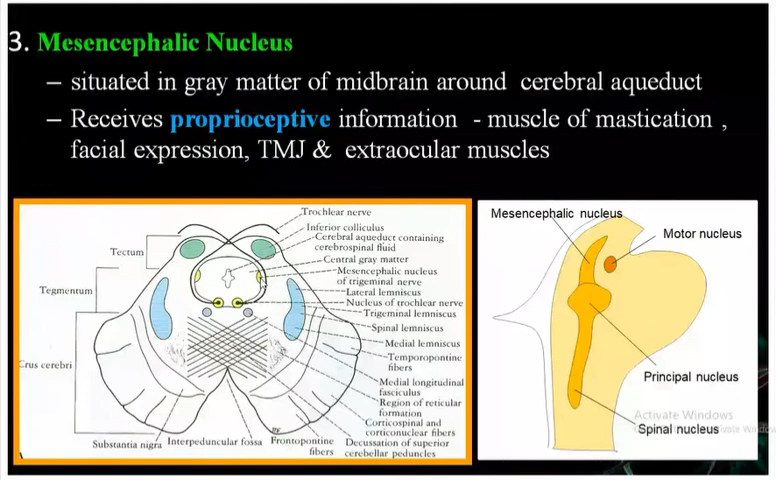 3. Mesencephalic Nucleus
– situated in gray matter of midbrain around cerebral aqueduct
– Receives proprioceptive information - muscle of mastication ,
facial expression, TMJ & extraocular muscles
Trochlear nerve
Inferior colliculus
Cerebral aqueduct containing
cerebrospinal fluid
Central gray matter
Mesencephalic nucleus
of trigeminal nerve
Lateral lemniscus
Nucleus of trochlear nerve
Trigeminal lemniscus
Spinal lemniscus
Medial lemniscus
Temporopontine
fibers
Medial longitudinal
fasciculus
Region of reticular
formation
Corticospinal and
corticonuclear fibers
Decussation of superior
cerebellar peduncles
Frontopontine
fibers
Interpeduncular fossa
Substantia nigra
Tectum
Tegmentum
Crus cerebri
Mesencephalic nucleus
Motor nucleus
Principal nucleus
Activate Windows
Spinal nucleus